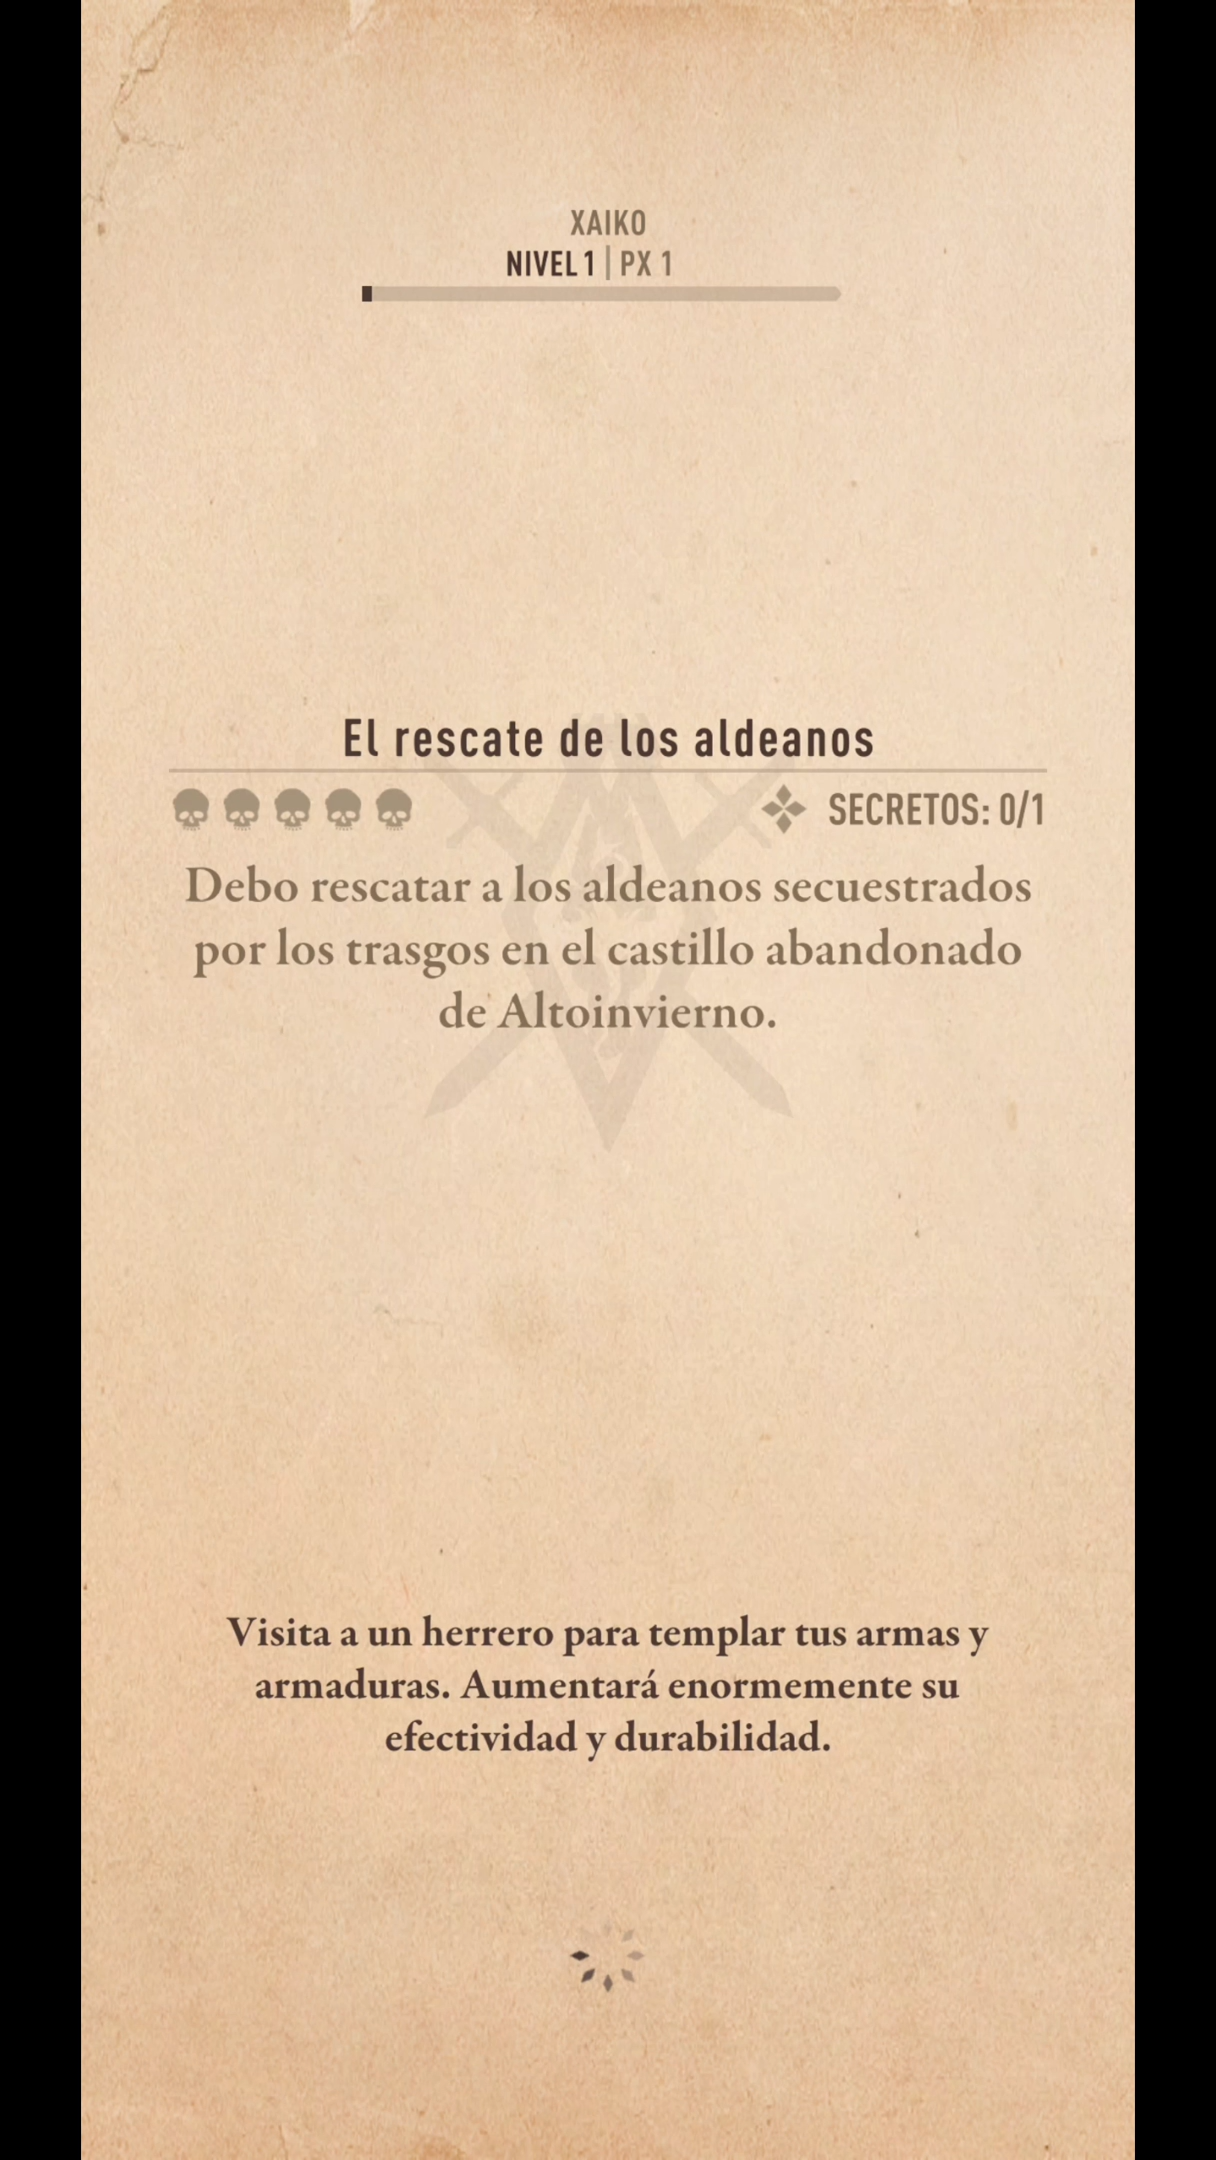 XAIKO
NIVEL 1 | PX 1
El rescate de los aldeanos
SECRETOS: 0/1
Debo rescatar a los aldeanos secuestrados
por los trasgos en el castillo abandonado
de Altoinvierno.
Visita a un herrero para templar tus armas y
armaduras. Aumentará enormemente su
efectividad y durabilidad.